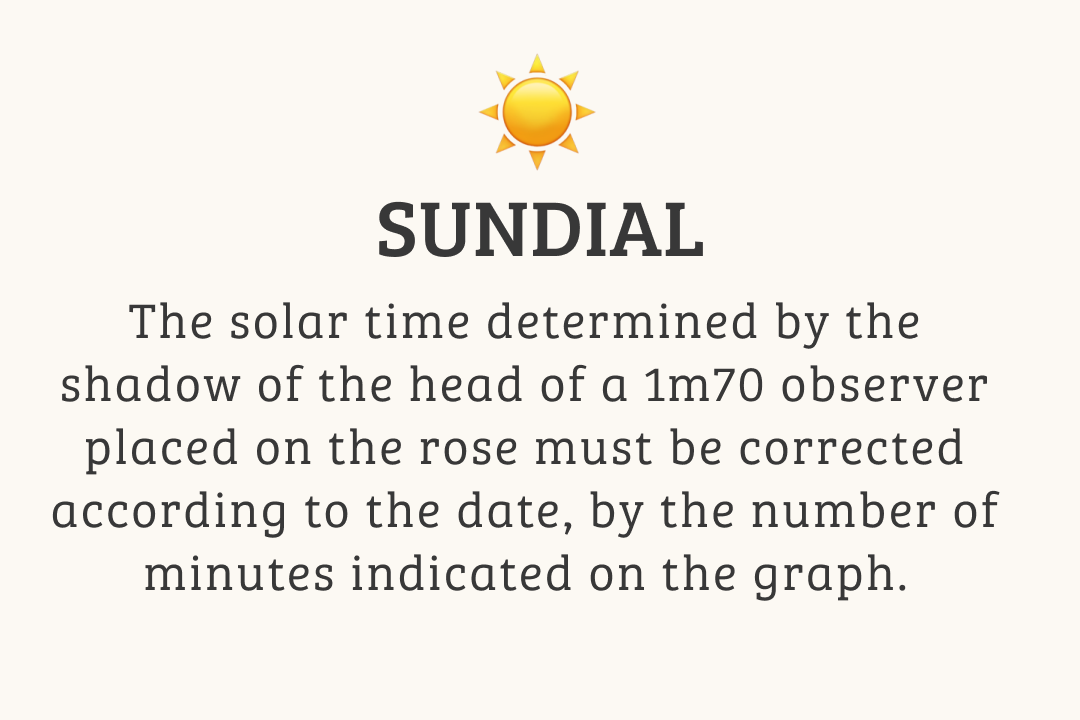 SUNDIAL
The solar time determined by the
shadow of the head of a 1m70 observer
placed on the rose must be corrected
according to the date, by the number of
minutes indicated on the graph.